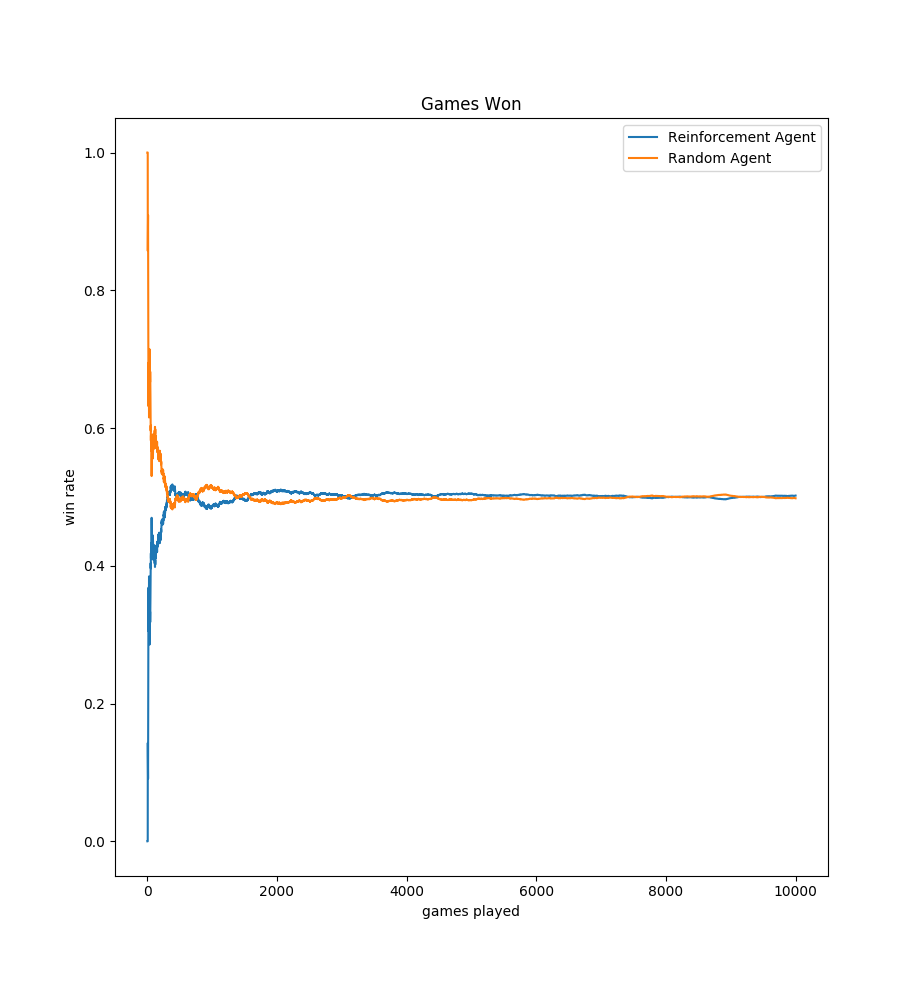 Games Won
Reinforcement Agent
Random Agent
1.0
0.8
0.6
0.4
0.2
0.0
win rate
0 2000 4000 6000 8000 10000
games played